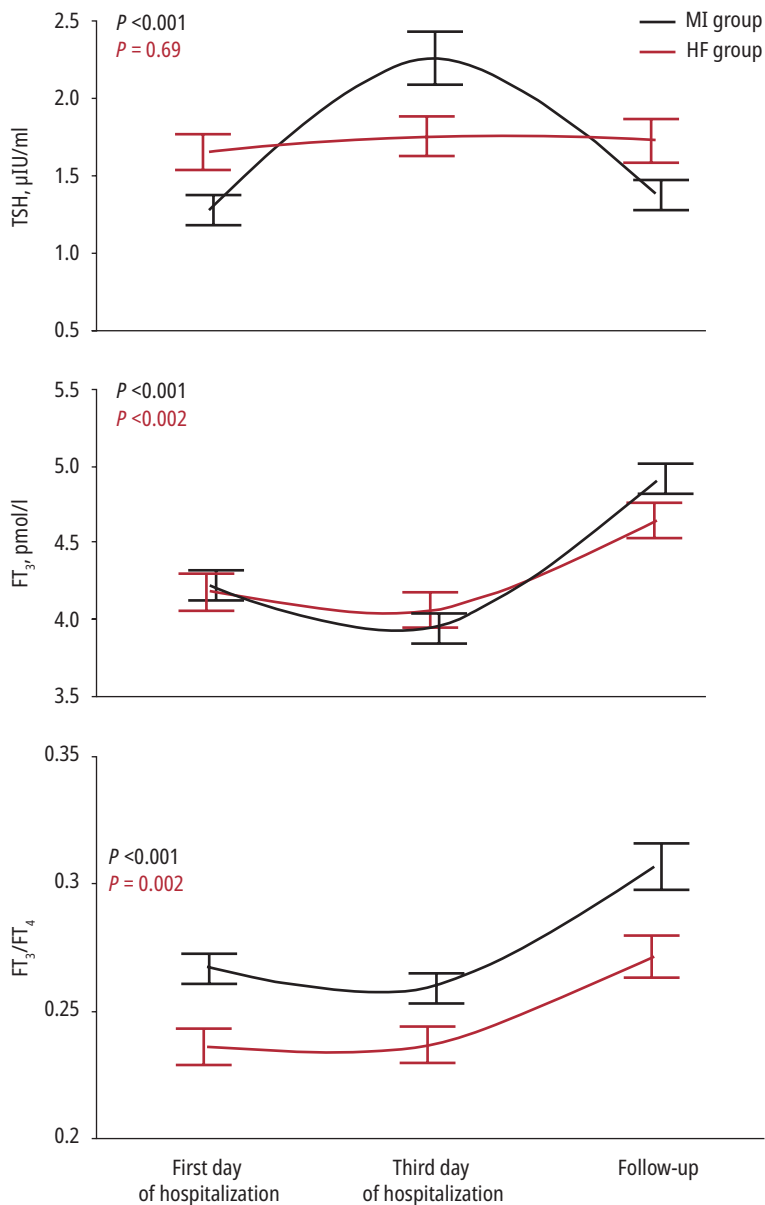 MI group
HF group
P <0.001
P = 0.69
TSH, µIU/ml
2.5
2.0
1.5
1.0
0.5
P <0.001
P <0.002
FT₃, pmol/l
5.5
5.0
4.5
4.0
3.5
P <0.001
P = 0.002
FT₃/FT₄
0.35
0.3
0.25
0.2
First day
of hospitalization
Third day
of hospitalization
Follow-up